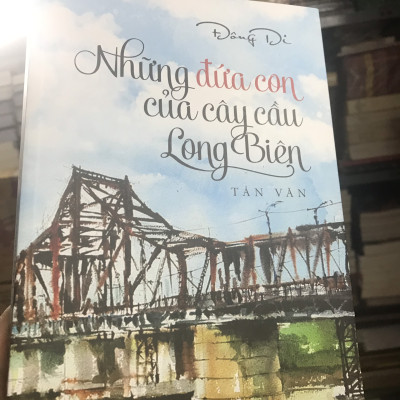 Đông Di
Những đứa con
của cây cầu
Long Biên
TẢN VĂN